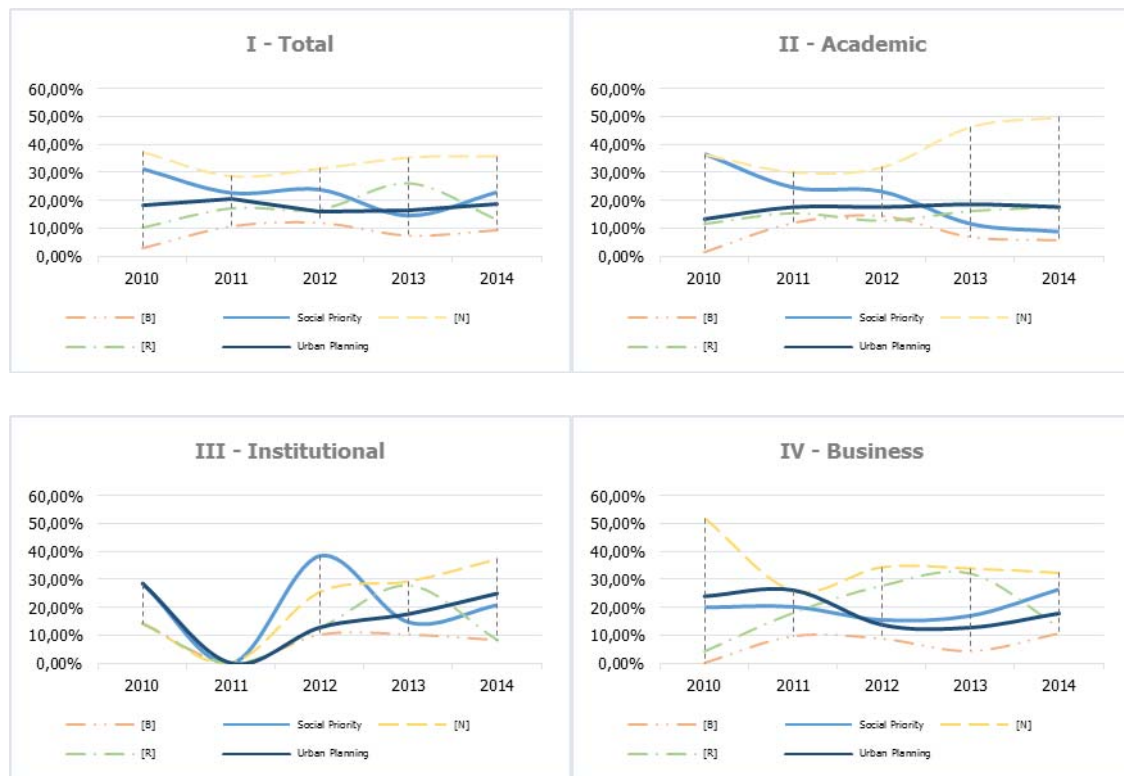 I - Total
60,00%
50,00%
40,00%
30,00%
20,00%
10,00%
0,00%
2010 2011 2012 2013 2014
[B] Social Priority [N]
[R] Urban Planning
II - Academic
60,00%
50,00%
40,00%
30,00%
20,00%
10,00%
0,00%
2010 2011 2012 2013 2014
[B] Social Priority [N]
[R] Urban Planning
III - Institutional
60,00%
50,00%
40,00%
30,00%
20,00%
10,00%
0,00%
2010 2011 2012 2013 2014
[B] Social Priority [N]
[R] Urban Planning
IV - Business
60,00%
50,00%
40,00%
30,00%
20,00%
10,00%
0,00%
2010 2011 2012 2013 2014
[B] Social Priority [N]
[R] Urban Planning